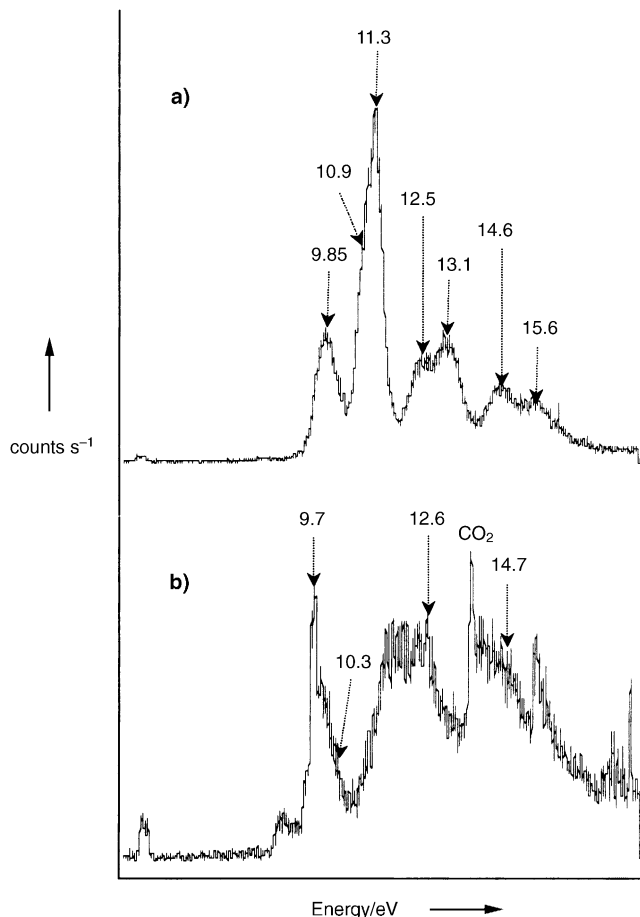 11.3
a)
10.9
12.5
14.6
9.85
13.1
15.6
counts s⁻¹
9.7
12.6
CO₂
b)
14.7
10.3
Energy/eV